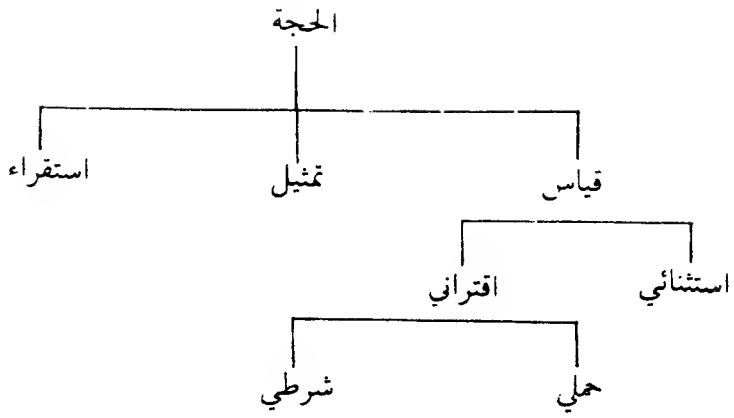 الحجة
قياس تمثيل استقراء
استثنائي اقتراني
حملي شرطي